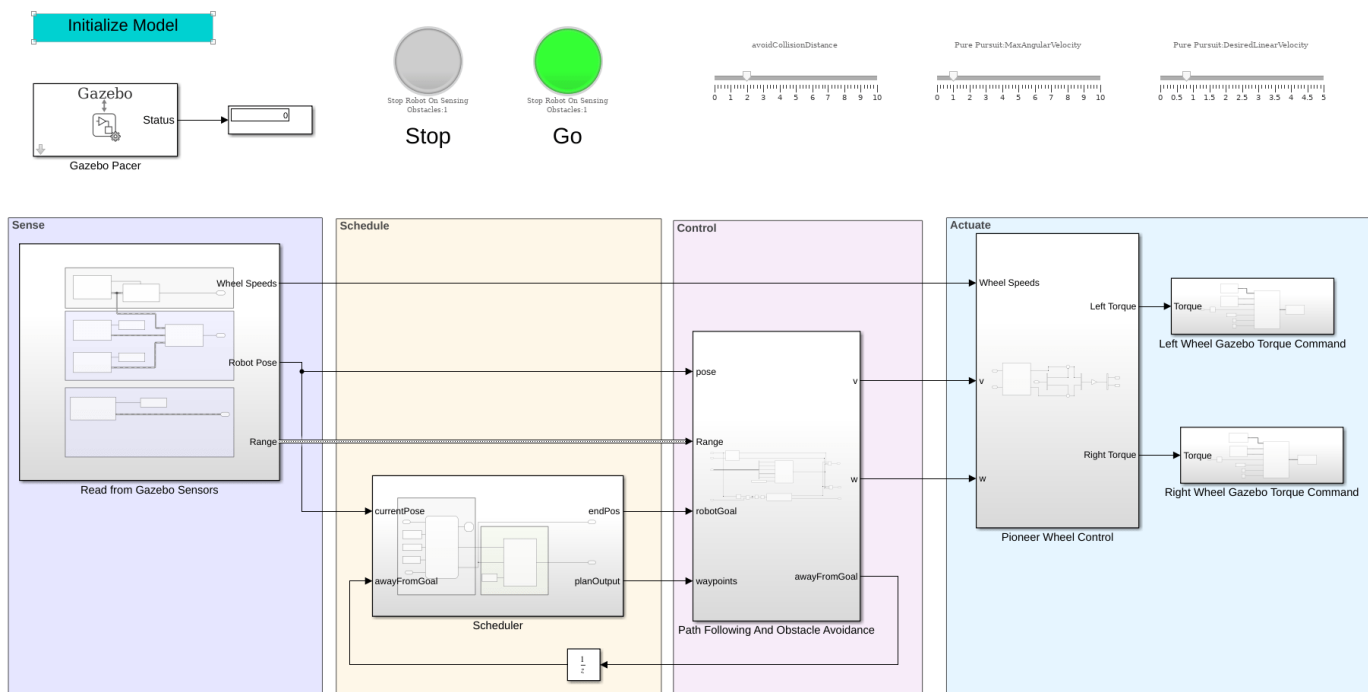 Initialize Model
Gazebo
Status
Gazebo Pacer
0
Stop Robot On Sensing
Obstacles:1
Stop
Stop Robot On Sensing
Obstacles:1
Go
avoidCollisionDistance
0 1 2 3 4 5 6 7 8 9 10
Pure Pursuit:MaxAngularVelocity
0 1 2 3 4 5 6 7 8 9 10
Pure Pursuit:DesiredLinearVelocity
0 0.5 1 1.5 2 2.5 3 3.5 4 4.5 5
Sense
Wheel Speeds
Robot Pose
Range
Read from Gazebo Sensors
Schedule
currentPose
awayFromGoal
endPos
planOutput
Scheduler
1
z
Control
pose
Range
robotGoal
waypoints
v
w
awayFromGoal
Path Following And Obstacle Avoidance
Actuate
Wheel Speeds
v
w
Left Torque
Right Torque
Pioneer Wheel Control
Torque
Left Wheel Gazebo Torque Command
Torque
Right Wheel Gazebo Torque Command